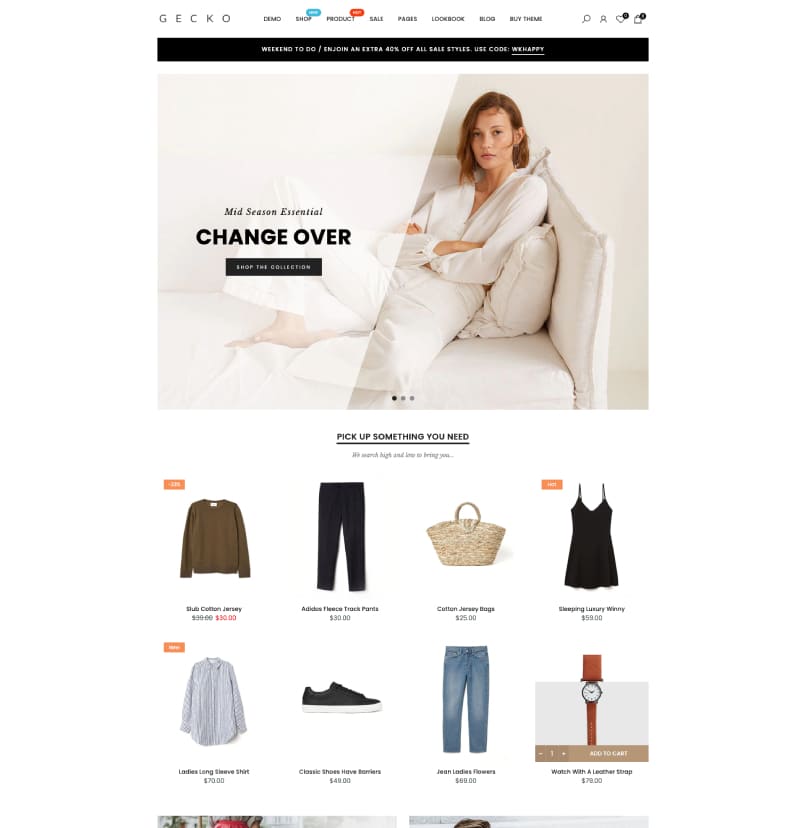 GECKO
DEMO SHOP NEW PRODUCT HOT SALE PAGES LOOKBOOK BLOG BUY THEME
0 0
WEEKEND TO DO / ENJOIN AN EXTRA 40% OFF ALL SALE STYLES. USE CODE: WKHAPPY
Mid Season Essential
CHANGE OVER
SHOP THE COLLECTION
PICK UP SOMETHING YOU NEED
We search high and low to bring you...
-23%
Hot
Slub Cotton Jersey
$39.00 $30.00
Adidas Fleece Track Pants
$30.00
Cotton Jersey Bags
$25.00
Sleeping Luxury Winny
$59.00
New
- 1 + ADD TO CART
Ladies Long Sleeve Shirt
$70.00
Classic Shoes Have Barriers
$49.00
Jean Ladies Flowers
$69.00
Watch With A Leather Strap
$79.00